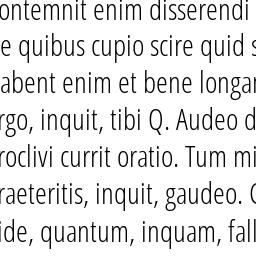 ontemnit enim disserendi
e quibus cupio scire quid s
abent enim et bene longar
rgo, inquit, tibi Q. Audeo d
roclivi currit oratio. Tum mi
raeteritis, inquit, gaudeo. C
ide, quantum, inquam, fall